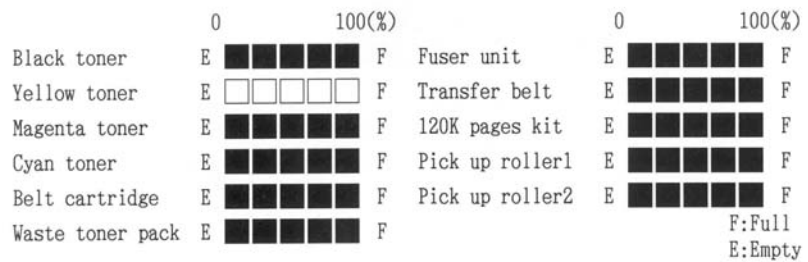 0 100(%)
Black toner E F
Yellow toner E F
Magenta toner E F
Cyan toner E F
Belt cartridge E F
Waste toner pack E F
0 100(%)
Fuser unit E F
Transfer belt E F
120K pages kit E F
Pick up roller1 E F
Pick up roller2 E F
F:Full
E:Empty